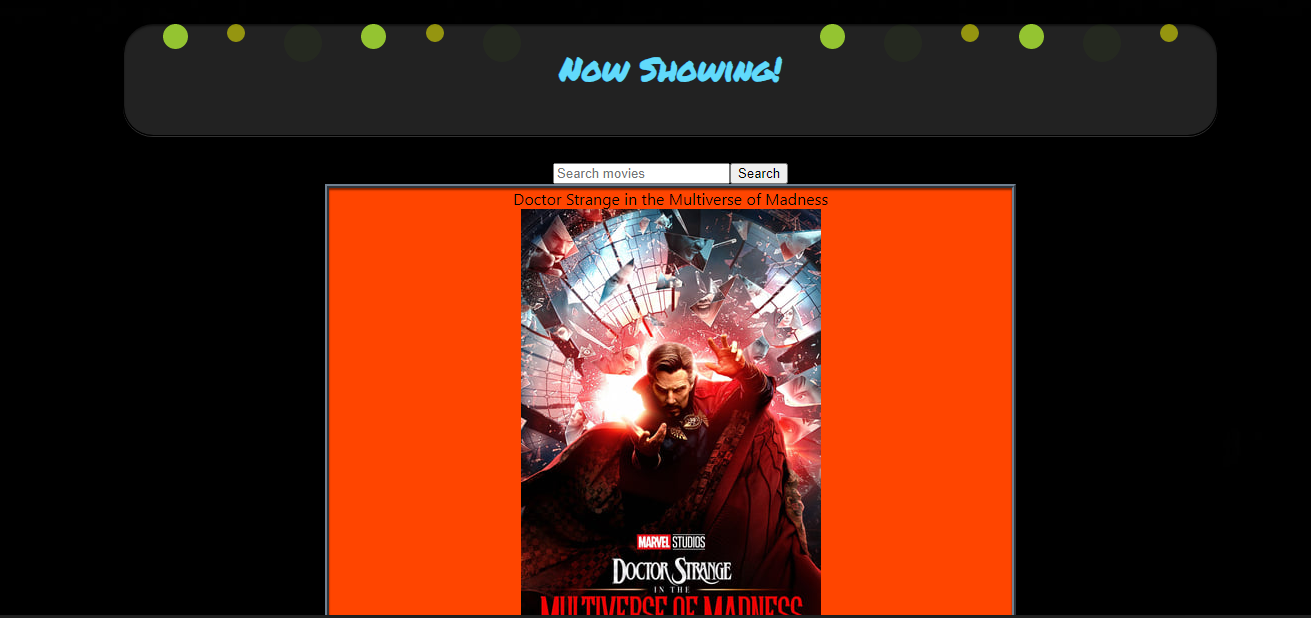 Now Showing!
Search movies
Search
Doctor Strange in the Multiverse of Madness
MARVEL STUDIOS
DOCTOR STRANGE
IN THE
MULTIVERSE OF MADNESS